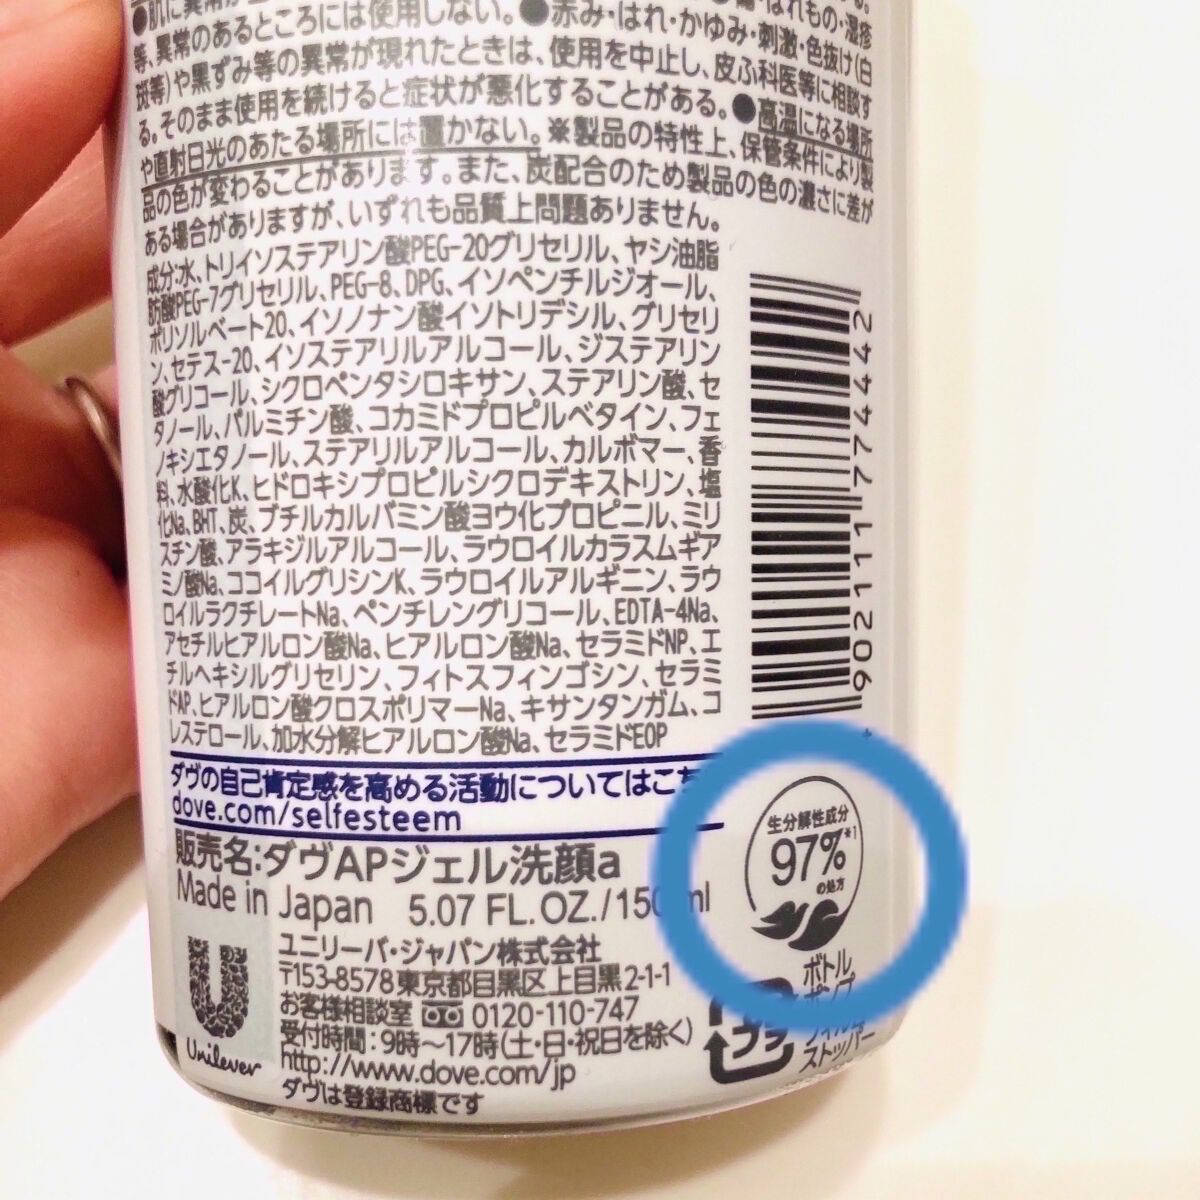 ●肌に異常が
には使用しない。●赤み・はれ・かゆみ・刺激・色抜け(白
等、異常のあるところ
はれもの・湿疹
斑等)や黒ずみ等の異常が現れたときは、使用を中止し、皮ふ科医等に相談す
る。そのまま使用を続けると症状が悪化することがある。●高温になる場所
や直射日光のあたる場所には置かない。※製品の特性上、保管条件により製
品の色が変わることがあります。また、炭配合のため製品の色の濃さに差が
ある場合がありますが、いずれも品質上問題ありません。
成分:水、トリイソステアリン酸PEG-20グリセリル、ヤシ油脂
肪酸PEG-7グリセリル、PEG-8、DPG、イソペンチルジオール、
ポリソルベート20、イソノナン酸イソトリデシル、グリセリ
ン、セテス-20、イソステアリルアルコール、ジステアリン
酸グリコール、シクロペンタシロキサン、ステアリン酸、セ
タノール、パルミチン酸、コカミドプロピルベタイン、フェ
ノキシエタノール、ステアリルアルコール、カルボマー、香
料、水酸化K、ヒドロキシプロピルシクロデキストリン、塩
化Na、BHT、炭、ブチルカルバミン酸ヨウ化プロピニル、ミリ
スチン酸、アラキジルアルコール、ラウロイルカラスムギア
ミノ酸Na、ココイルグリシンK、ラウロイルアルギニン、ラウ
ロイルラクチレートNa、ペンチレングリコール、EDTA-4Na、
アセチルヒアルロン酸Na、ヒアルロン酸Na、セラミドNP、エ
チルヘキシルグリセリン、フィトスフィンゴシン、セラミ
ドAP、ヒアルロン酸クロスポリマーNa、キサンタンガム、コ
レステロール、加水分解ヒアルロン酸Na、セラミドEOP
ダヴの自己肯定感を高める活動についてはこち
dove.com/selfesteem
販売名:ダヴAPジェル洗顔a
Made in Japan 5.07 FL. OZ./150ml
ユニリーバ・ジャパン株式会社
〒153-8578 東京都目黒区上目黒2-1-1
お客様相談室 0120-110-747
受付時間:9時～17時(土・日・祝日を除く)
http://www.dove.com/jp
ダヴは登録商標です
Unilever
902111 777442
生分解性成分
97%*1
の処方
プラ
ボトル
ポンプ
ストッパー